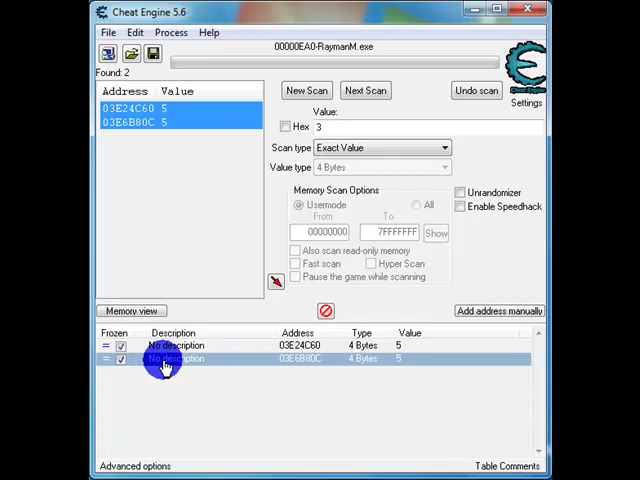 Cheat Engine 5.6
File Edit Process Help
00000EA0-RaymanM.exe
Found: 2
Address Value
03E24C60 5
03E6B80C 5
New Scan Next Scan Undo scan
Cheat Engine
Settings
Value:
Hex 3
Scan type Exact Value
Value type 4 Bytes
Memory Scan Options
Usermode All
From To
00000000 7FFFFFFF Show
Also scan read-only memory
Fast scan Hyper Scan
Pause the game while scanning
Unrandomizer
Enable Speedhack
Memory view Add address manually
Frozen Description Address Type Value
= No description 03E24C60 4 Bytes 5
= No description 03E6B80C 4 Bytes 5
Advanced options Table Comments